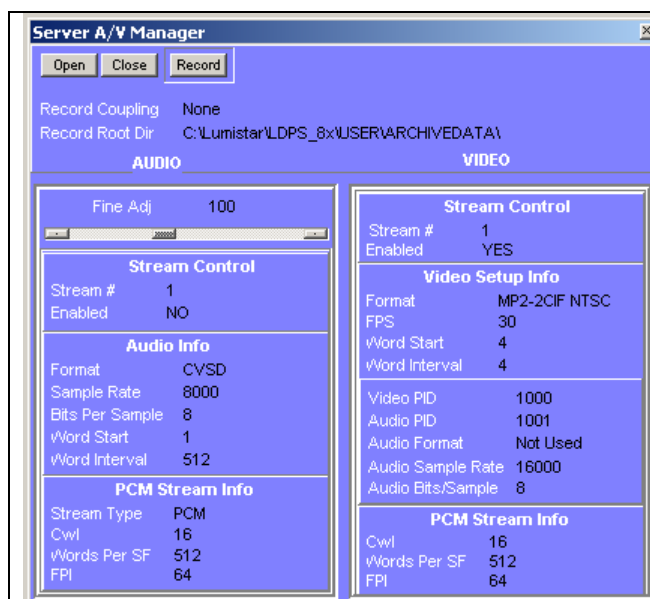 Server A/V Manager
Open Close Record
Record Coupling None
Record Root Dir C:\Lumistar\LDPS_8x\USER\ARCHIVEDATA\
AUDIO
Fine Adj 100
Stream Control
Stream # 1
Enabled NO
Audio Info
Format CVSD
Sample Rate 8000
Bits Per Sample 8
Word Start 1
Word Interval 512
PCM Stream Info
Stream Type PCM
Cwl 16
Words Per SF 512
FPI 64
VIDEO
Stream Control
Stream # 1
Enabled YES
Video Setup Info
Format MP2-2CIF NTSC
FPS 30
Word Start 4
Word Interval 4
Video PID 1000
Audio PID 1001
Audio Format Not Used
Audio Sample Rate 16000
Audio Bits/Sample 8
PCM Stream Info
Cwl 16
Words Per SF 512
FPI 64